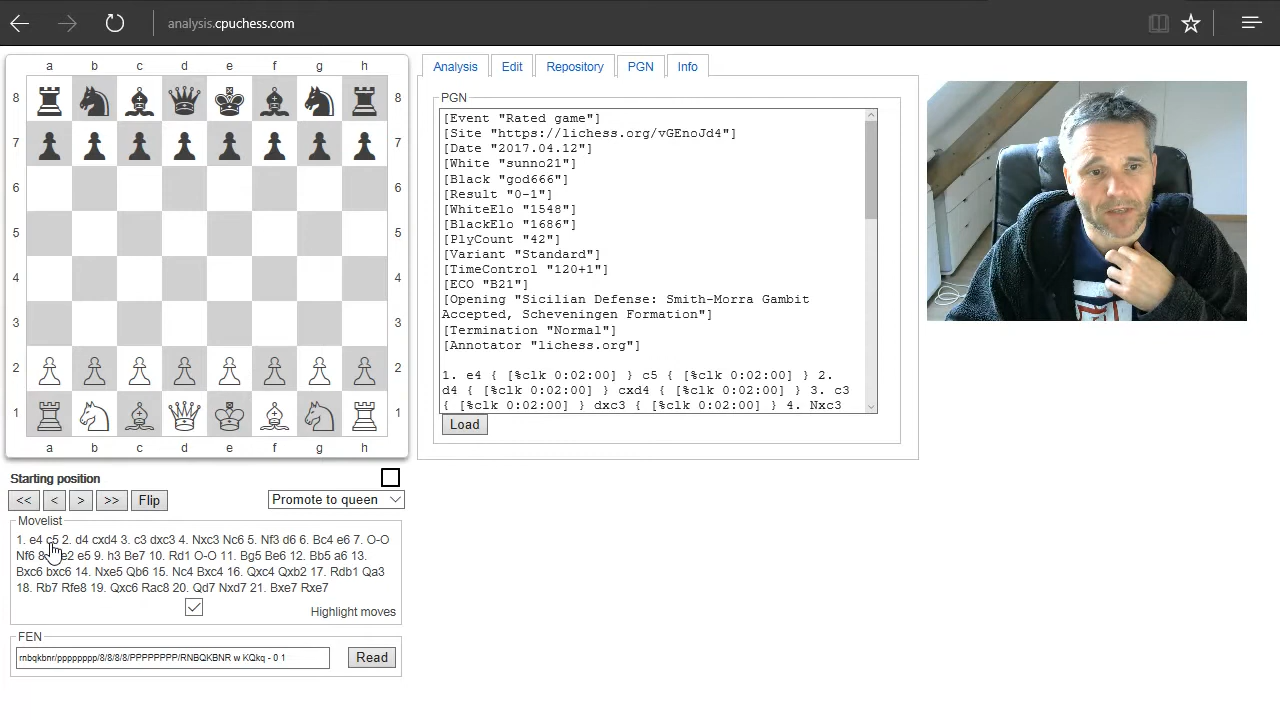 analysis.cpuchess.com
a b c d e f g h
8 8
7 7
6 6
5 5
4 4
3 3
2 2
1 1
a b c d e f g h
Starting position
<< < > >> Flip Promote to queen
Movelist
1. e4 c5 2. d4 cxd4 3. c3 dxc3 4. Nxc3 Nc6 5. Nf3 d6 6. Bc4 e6 7. O-O
Nf6 e2 e5 9. h3 Be7 10. Rd1 O-O 11. Bg5 Be6 12. Bb5 a6 13.
Bxc6 bxc6 14. Nxe5 Qb6 15. Nc4 Bxc4 16. Qxc4 Qxb2 17. Rdb1 Qa3
18. Rb7 Rfe8 19. Qxc6 Rac8 20. Qd7 Nxd7 21. Bxe7 Rxe7
Highlight moves
FEN
rnbqkbnr/pppppppp/8/8/8/8/PPPPPPPP/RNBQKBNR w KQkq - 0 1
Read
Analysis Edit Repository PGN Info
PGN
[Event "Rated game"]
[Site "https://lichess.org/vGEnoJd4"]
[Date "2017.04.12"]
[White "sunno21"]
[Black "god666"]
[Result "0-1"]
[WhiteElo "1548"]
[BlackElo "1686"]
[PlyCount "42"]
[Variant "Standard"]
[TimeControl "120+1"]
[ECO "B21"]
[Opening "Sicilian Defense: Smith-Morra Gambit
Accepted, Scheveningen Formation"]
[Termination "Normal"]
[Annotator "lichess.org"]
1. e4 { [%clk 0:02:00] } c5 { [%clk 0:02:00] } 2.
d4 { [%clk 0:02:00] } cxd4 { [%clk 0:02:00] } 3. c3
{ [%clk 0:02:00] } dxc3 { [%clk 0:02:00] } 4. Nxc3
Load